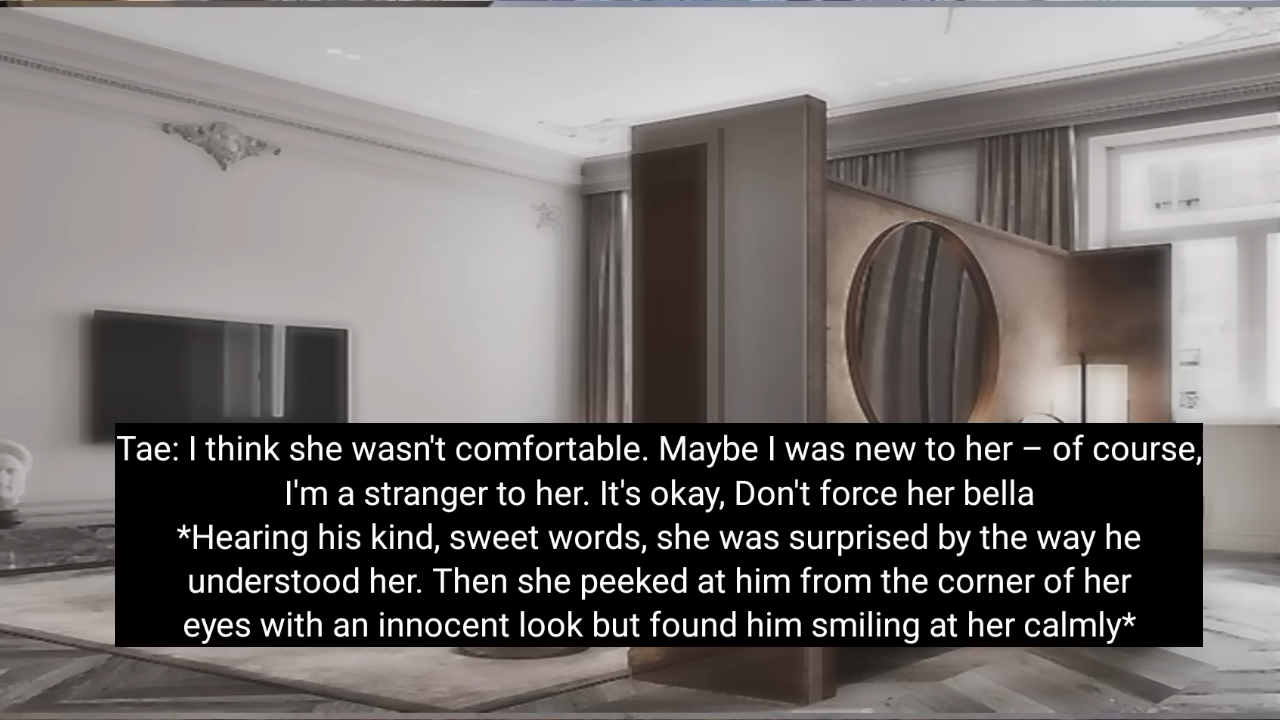 Tae: I think she wasn't comfortable. Maybe I was new to her – of course,
I'm a stranger to her. It's okay, Don't force her bella
*Hearing his kind, sweet words, she was surprised by the way he
understood her. Then she peeked at him from the corner of her
eyes with an innocent look but found him smiling at her calmly*